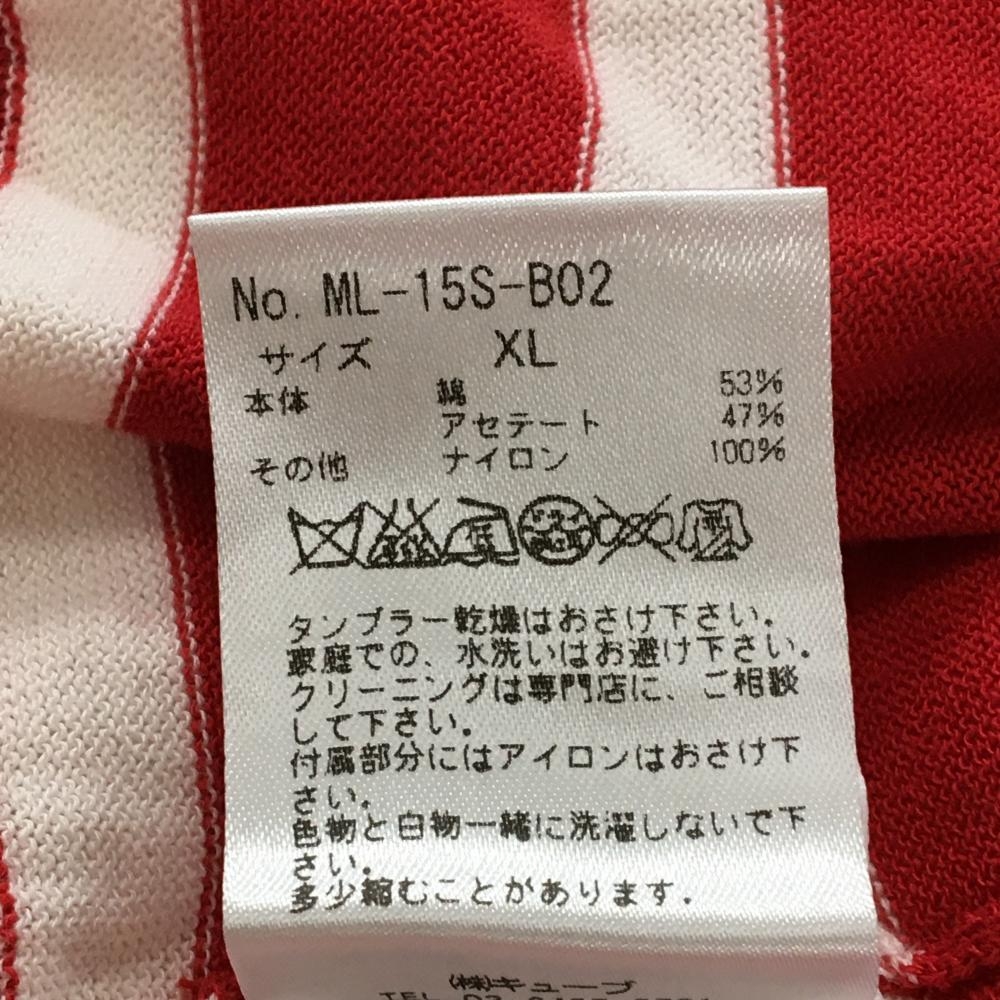 No. ML-15S-B02
サイズ XL
本体 綿 53%
アセテート 47%
その他 ナイロン 100%
タンブラー乾燥はおさけ下さい。
家庭での、水洗いはお避け下さい。
クリーニングは専門店に、ご相談
して下さい。
付属部分にはアイロンはおさけ下
さい。
色物と白物一緒に洗濯しないで下
さい。
多少縮むことがあります.
㈱キューブ
TEL 03